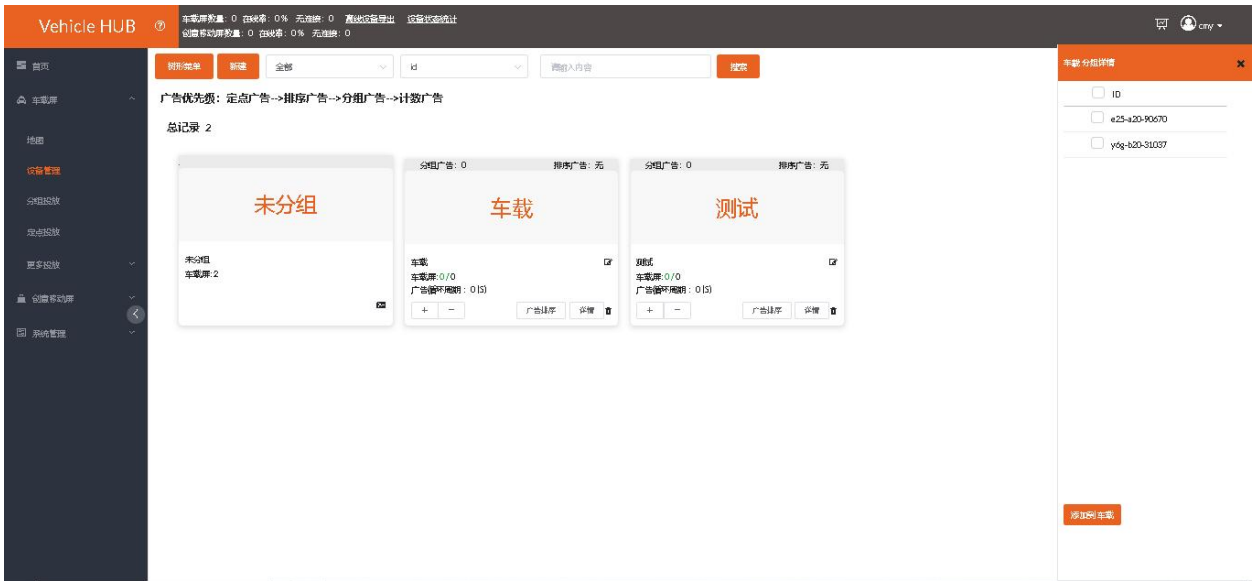 Vehicle HUB
车载屏数量: 0 在线率: 0% 无连接: 0 离线设备导出 设备状态统计
创意移动屏数量: 0 在线率: 0% 无连接: 0
cmy
首页
车载屏
地图
设备管理
分组投放
定点投放
更多投放
创意移动屏
系统管理
树形菜单
新建
全部
id
请输入内容
搜索
广告优先级: 定点广告-->排序广告-->分组广告-->计数广告
总记录 2
未分组
未分组
车载屏:2
分组广告: 0 排序广告: 无
车载
车载
车载屏:0/0
广告循环周期: 0(S)
+ − 广告排序 详情
分组广告: 0 排序广告: 无
测试
测试
车载屏:0/0
广告循环周期: 0(S)
+ − 广告排序 详情
车载 分组详情
ID
e25-a20-90670
y6g-b20-31037
添加到车载